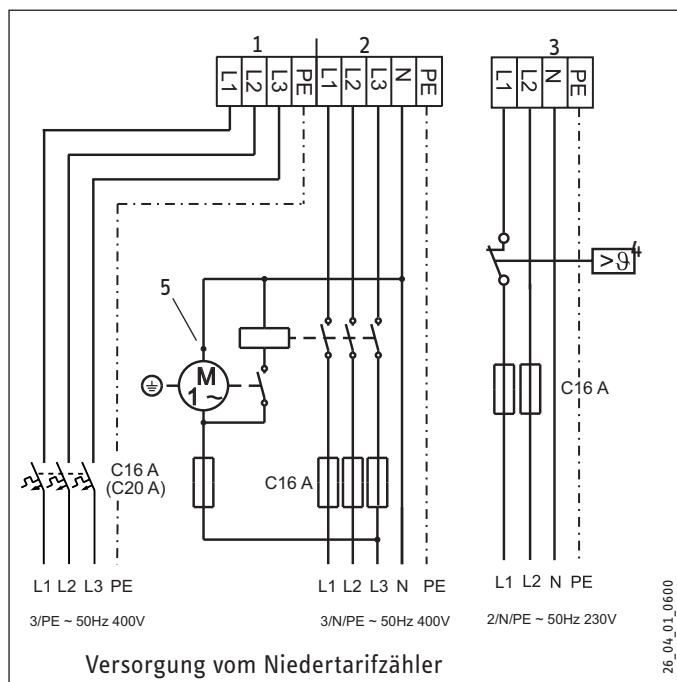 1 2 3
L1 L2 L3 PE L1 L2 L3 N PE
L1 L2 N PE
4
>ϑ
5
M
1 ~
C16 A
(C20 A)
C16 A
C16 A
L1 L2 L3 PE
L1 L2 L3 N PE
L1 L2 N PE
3/PE ~ 50Hz 400V
3/N/PE ~ 50Hz 400V
2/N/PE ~ 50Hz 230V
Versorgung vom Niedertarifzähler
26_04_01_0600